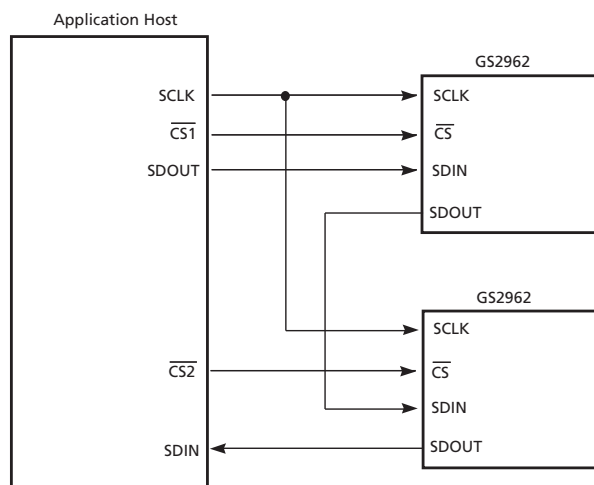 Application Host
GS2962
SCLK
SCLK
CS1
CS
SDOUT
SDIN
SDOUT
GS2962
SCLK
CS2
CS
SDIN
SDIN
SDOUT